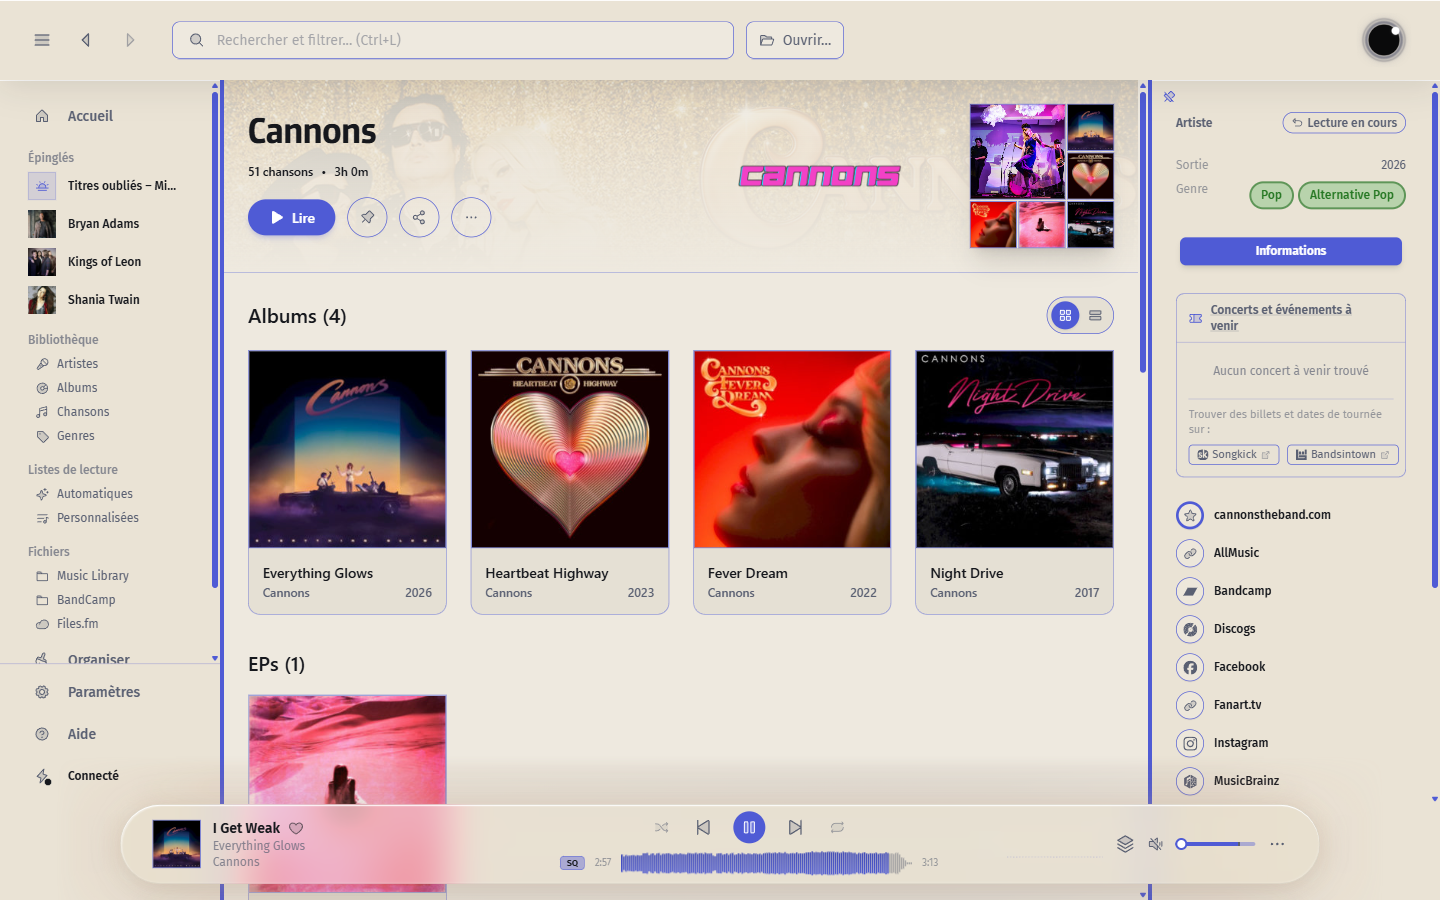 Rechercher et filtrer... (Ctrl+L)
Ouvrir...
Accueil
Épinglés
Titres oubliés – Mi...
Bryan Adams
Kings of Leon
Shania Twain
Bibliothèque
Artistes
Albums
Chansons
Genres
Listes de lecture
Automatiques
Personnalisées
Fichiers
Music Library
BandCamp
Files.fm
Organiser
Paramètres
Aide
Connecté
Cannons
51 chansons • 3h 0m
Lire
cannons
Albums (4)
Cannons
EVERYTHING GLOWS
Everything Glows
Cannons 2026
CANNONS
HEARTBEAT HIGHWAY
Heartbeat Highway
Cannons 2023
CANNONS
FEVER
DREAM
Fever Dream
Cannons 2022
CANNONS
Night Drive
Night Drive
Cannons 2017
EPs (1)
Artiste
Lecture en cours
Sortie 2026
Genre Pop Alternative Pop
Informations
Concerts et événements à
venir
Aucun concert à venir trouvé
Trouver des billets et dates de tournée
sur :
Songkick
Bandsintown
cannonstheband.com
AllMusic
Bandcamp
Discogs
Facebook
Fanart.tv
Instagram
MusicBrainz
I Get Weak
Everything Glows
Cannons
SQ 2:57 3:13